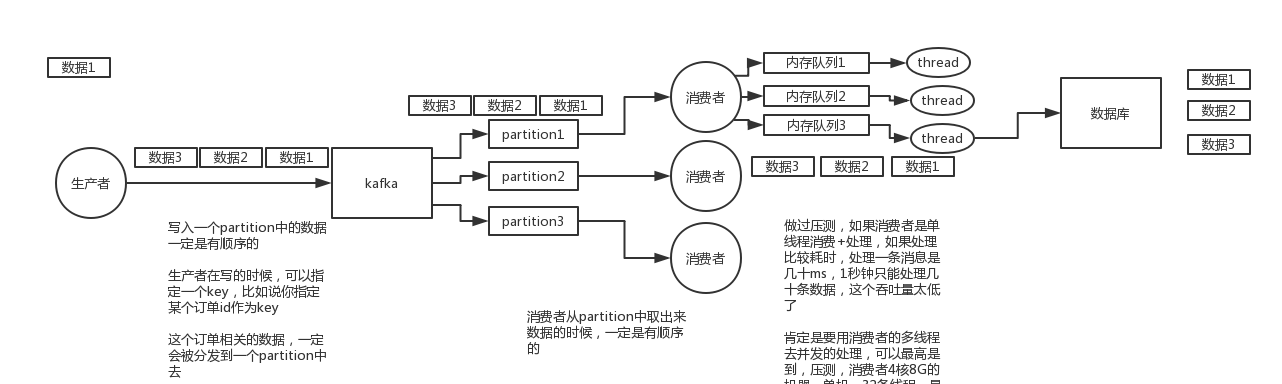 数据1
生产者
数据3
数据2
数据1
kafka
数据3
数据2
数据1
partition1
partition2
partition3
消费者
消费者
消费者
内存队列1
内存队列2
内存队列3
thread
thread
thread
数据3
数据2
数据1
数据库
数据1
数据2
数据3
写入一个partition中的数据
一定是有顺序的
生产者在写的时候，可以指
定一个key，比如说你指定
某个订单id作为key
这个订单相关的数据，一定
会被分发到一个partition中
去
消费者从partition中取出来
数据的时候，一定是有顺序
的
做过压测，如果消费者是单
线程消费+处理，如果处理
比较耗时，处理一条消息是
几十ms，1秒钟只能处理几
十条数据，这个吞吐量太低
了
肯定是要用消费者的多线程
去并发的处理，可以最高是
到，压测，消费者4核8G的
机器，单机，32条线程，最